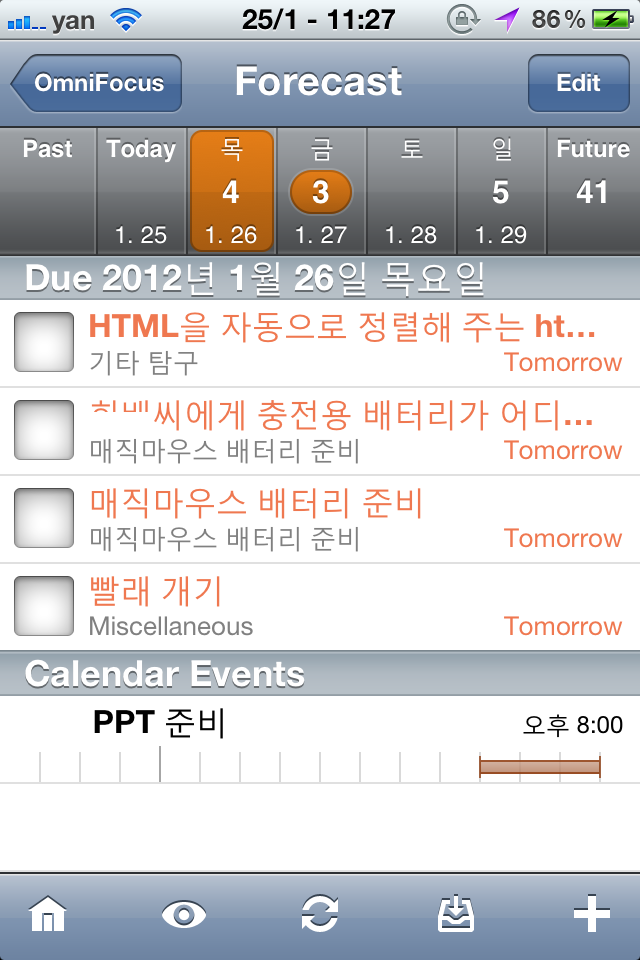 yan 25/1 - 11:27 86%
OmniFocus Forecast Edit
Past Today 목 금 토 일 Future
4 3 5 41
1. 25 1. 26 1. 27 1. 28 1. 29
Due 2012년 1월 26일 목요일
HTML을 자동으로 정렬해 주는 ht...
기타 탐구 Tomorrow
씨에게 충전용 배터리가 어디...
매직마우스 배터리 준비 Tomorrow
매직마우스 배터리 준비
매직마우스 배터리 준비 Tomorrow
빨래 개기
Miscellaneous Tomorrow
Calendar Events
PPT 준비 오후 8:00